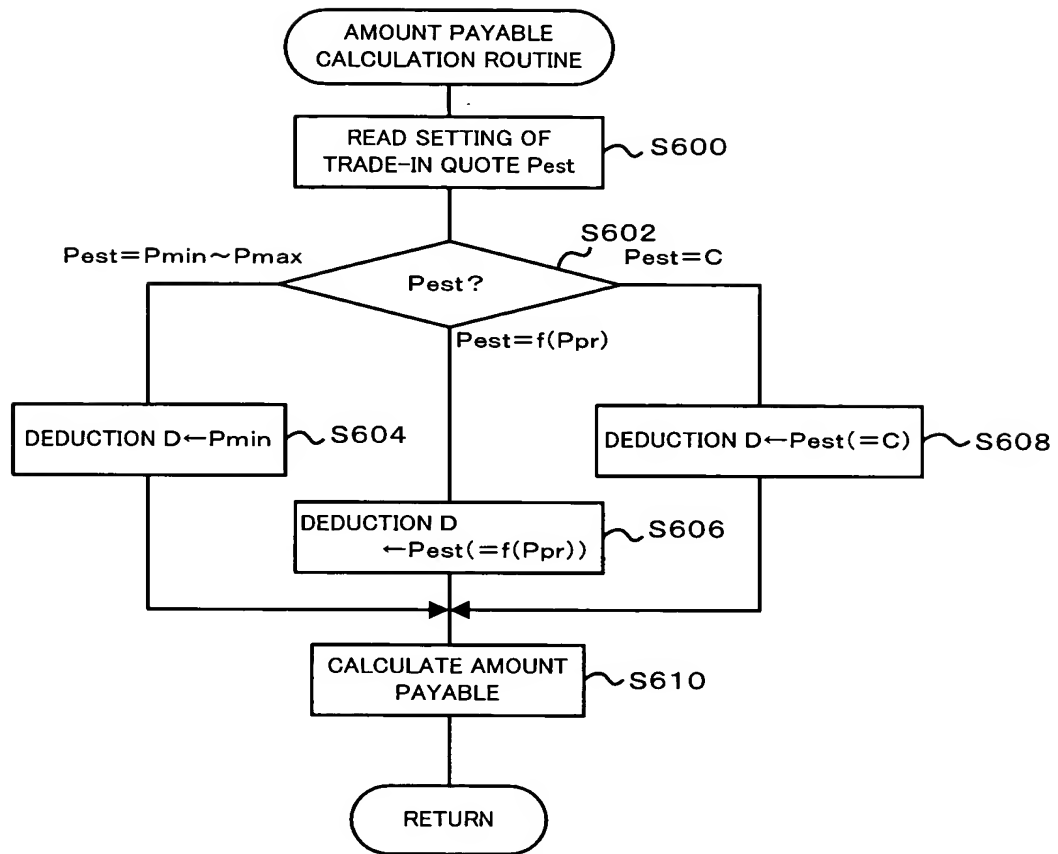 AMOUNT PAYABLE
CALCULATION ROUTINE
READ SETTING OF
TRADE-IN QUOTE Pest
S600
S602
Pest=Pmin~Pmax
Pest=C
Pest?
Pest=f(Ppr)
DEDUCTION D←Pmin
S604
DEDUCTION D←Pest(=C)
S608
DEDUCTION D
←Pest(=f(Ppr))
S606
CALCULATE AMOUNT
PAYABLE
S610
RETURN